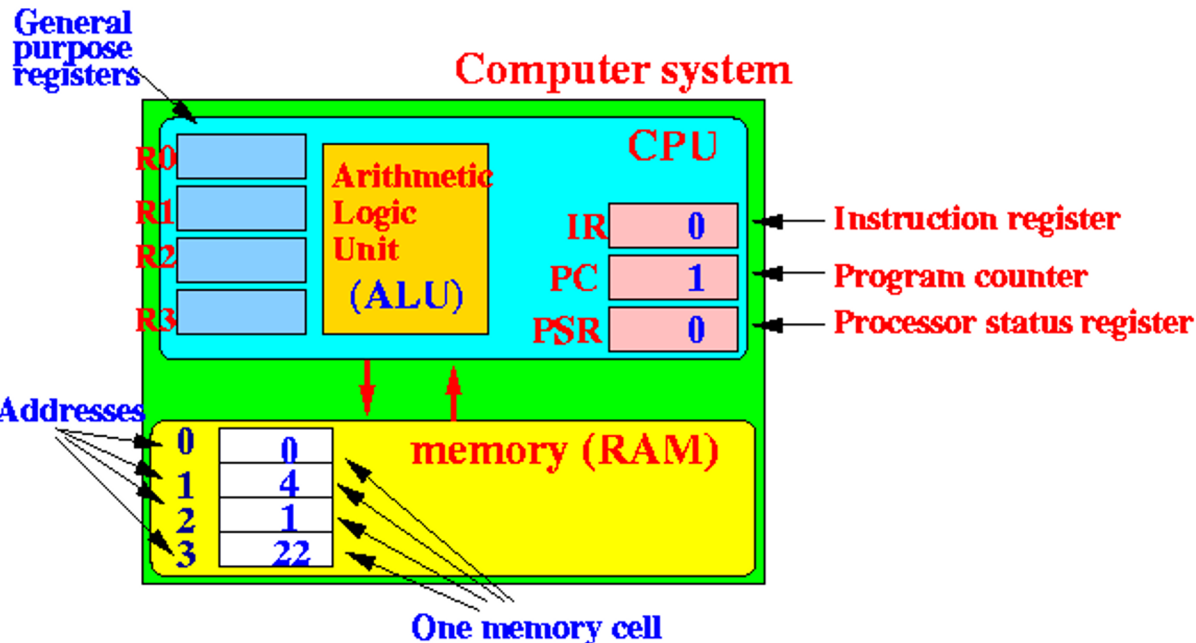 General
purpose
registers
Computer system
CPU
R0
R1
R2
R3
Arithmetic
Logic
Unit
(ALU)
IR 0
PC 1
PSR 0
Instruction register
Program counter
Processor status register
Addresses
memory (RAM)
0 0
1 4
2 1
3 22
One memory cell